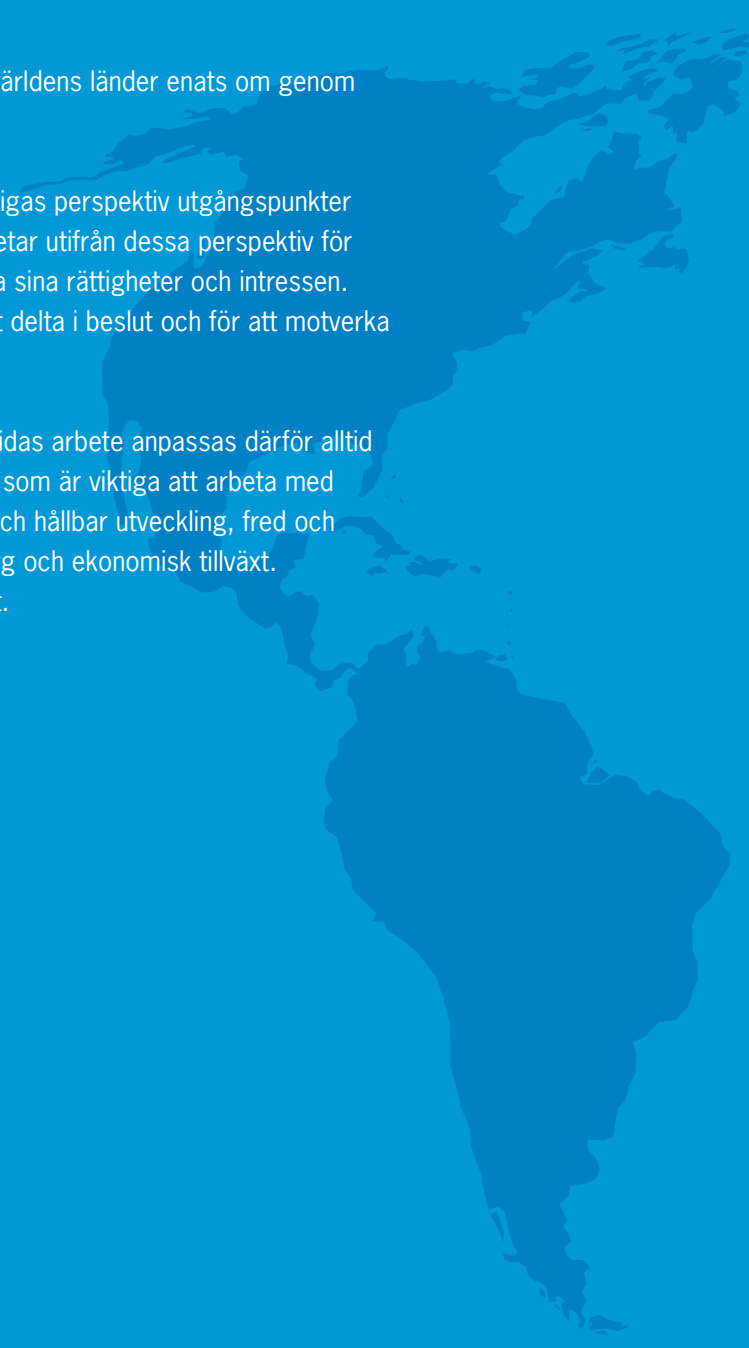 ärldens länder enats om genom
igas perspektiv utgångspunkter
etar utifrån dessa perspektiv för
a sina rättigheter och intressen.
t delta i beslut och för att motverka
idas arbete anpassas därför alltid
som är viktiga att arbeta med
och hållbar utveckling, fred och
g och ekonomisk tillväxt.
t.